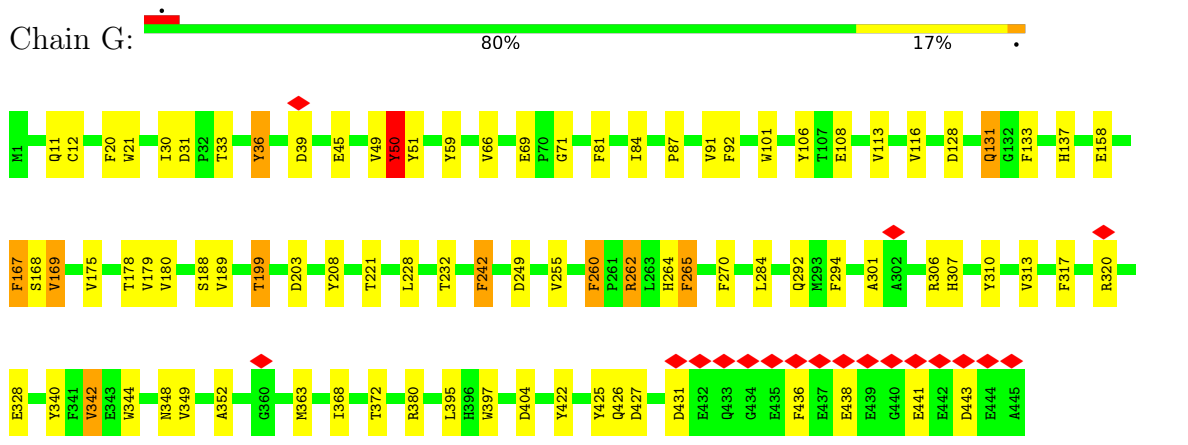 Chain G:
80% 17% •
M1 Q11 C12 F20 W21 I30 D31 P32 T33 Y36 D39 E45 V49 Y50 Y51 Y59 V66 E69 P70 G71 F81 I84 P87 V91 F92 W101 Y106 T107 E108 V113 V116 D128 Q131 G132 F133 H137 E158
F167 S168 V169 V175 T178 V179 V180 S188 V189 T199 D203 Y208 T221 L228 T232 F242 D249 V255 F260 P261 R262 L263 H264 F265 F270 L284 Q292 M293 F294 A301 A302 R306 H307 Y310 V313 F317 R320
E328 Y340 F341 V342 E343 W344 N348 V349 A352 G360 M363 I368 T372 R380 L395 H396 W397 D404 Y422 Y425 Q426 D427 D431 E432 Q433 G434 E435 F436 E437 E438 E439 G440 E441 E442 D443 E444 A445